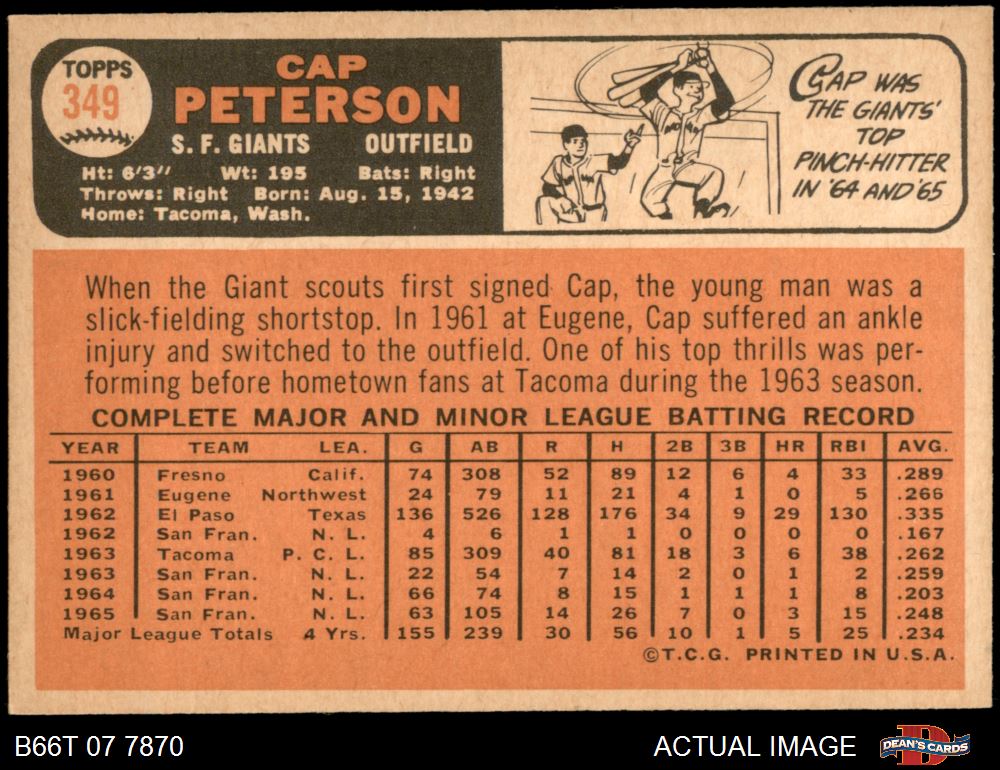 TOPPS
349
CAP
PETERSON
S. F. GIANTS OUTFIELD
Ht: 6'3" Wt: 195 Bats: Right
Throws: Right Born: Aug. 15, 1942
Home: Tacoma, Wash.
CAP WAS
THE GIANTS'
TOP
PINCH-HITTER
IN '64 AND '65
When the Giant scouts first signed Cap, the young man was a
slick-fielding shortstop. In 1961 at Eugene, Cap suffered an ankle
injury and switched to the outfield. One of his top thrills was per-
forming before hometown fans at Tacoma during the 1963 season.
COMPLETE MAJOR AND MINOR LEAGUE BATTING RECORD
YEAR TEAM LEA. G AB R H 2B 3B HR RBI AVG.
1960 Fresno Calif. 74 308 52 89 12 6 4 33 .289
1961 Eugene Northwest 24 79 11 21 4 1 0 5 .266
1962 El Paso Texas 136 526 128 176 34 9 29 130 .335
1962 San Fran. N. L. 4 6 1 1 0 0 0 0 .167
1963 Tacoma P. C. L. 85 309 40 81 18 3 6 38 .262
1963 San Fran. N. L. 22 54 7 14 2 0 1 2 .259
1964 San Fran. N. L. 66 74 8 15 1 1 1 8 .203
1965 San Fran. N. L. 63 105 14 26 7 0 3 15 .248
Major League Totals 4 Yrs. 155 239 30 56 10 1 5 25 .234
©T.C.G. PRINTED IN U.S.A.
B66T 07 7870 ACTUAL IMAGE DEAN'S CARDS